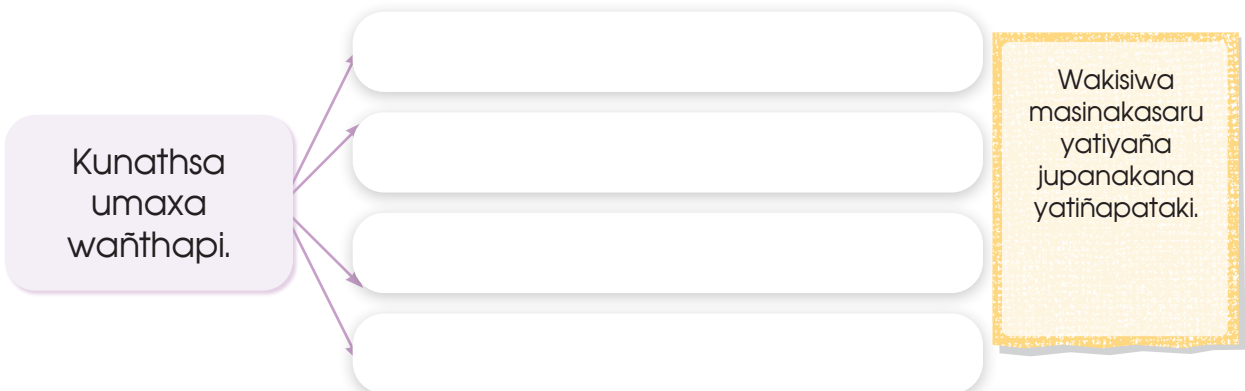 Kunathsa
umaxa
wañthapi.
Wakisiwa
masinakasaru
yatiyaña
jupanakana
yatiñapataki.